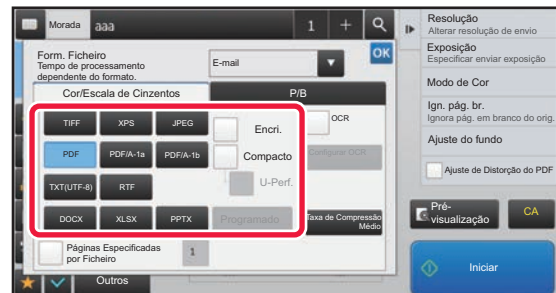 Morada
aaa
1
+
Form. Ficheiro
Tempo de processamento
dependente do formato.
E-mail
OK
Cor/Escala de Cinzentos
P/B
TIFF
XPS
JPEG
Encri.
OCR
PDF
PDF/A-1a
PDF/A-1b
Compacto
Configurar OCR
TXT(UTF-8)
RTF
U-Perf.
DOCX
XLSX
PPTX
Programado
Taxa de Compressão
Médio
Páginas Especificadas
por Ficheiro
1
Outros
Resolução
Alterar resolução de envio
Exposição
Especificar enviar exposição
Modo de Cor
Ign. pág. br.
Ignora pág. em branco do orig.
Ajuste do fundo
Ajuste de Distorção do PDF
Pré-
visualização
CA
Iniciar